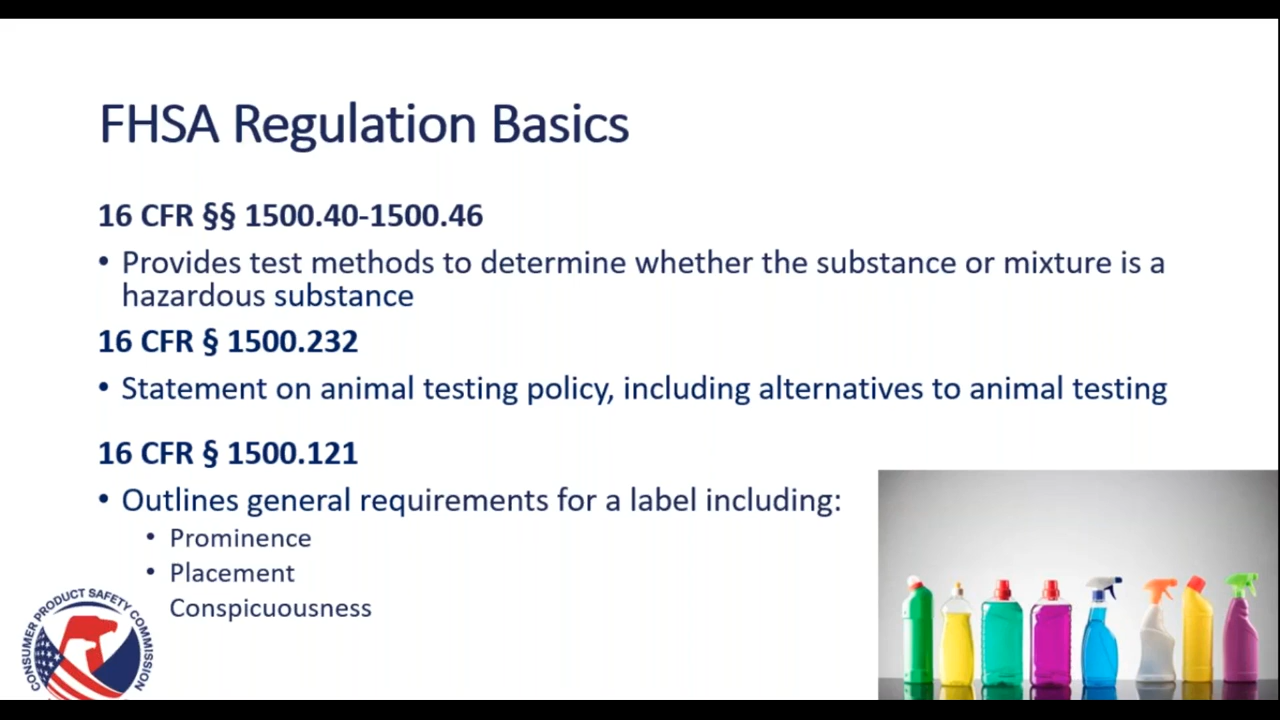 FHSA Regulation Basics
16 CFR §§ 1500.40-1500.46
• Provides test methods to determine whether the substance or mixture is a
hazardous substance
16 CFR § 1500.232
• Statement on animal testing policy, including alternatives to animal testing
16 CFR § 1500.121
• Outlines general requirements for a label including:
• Prominence
• Placement
Conspicuousness
CONSUMER PRODUCT SAFETY COMMISSION